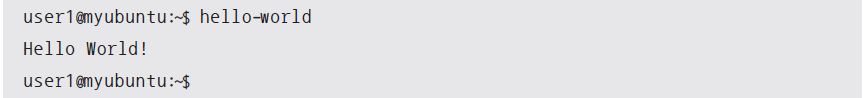 user1@myubuntu:~$ hello-world
Hello World!
user1@myubuntu:~$